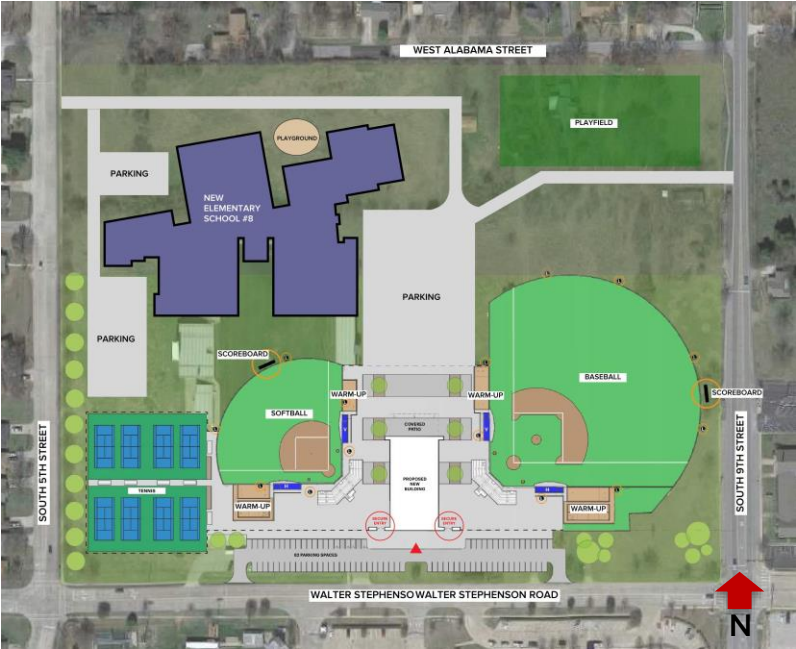 WEST ALABAMA STREET
PLAYFIELD
PLAYGROUND
PARKING
NEW
ELEMENTARY
SCHOOL #8
PARKING
PARKING
SCOREBOARD
BASEBALL
SCOREBOARD
WARM-UP
WARM-UP
SOFTBALL
COVERED
PATIO
SOUTH 5TH STREET
SOUTH 9TH STREET
TENNIS
PROPOSED
NEW
BUILDING
WARM-UP
WARM-UP
SECURE
ENTRY
SECURE
ENTRY
WALTER STEPHENSO
WALTER STEPHENSON ROAD
N